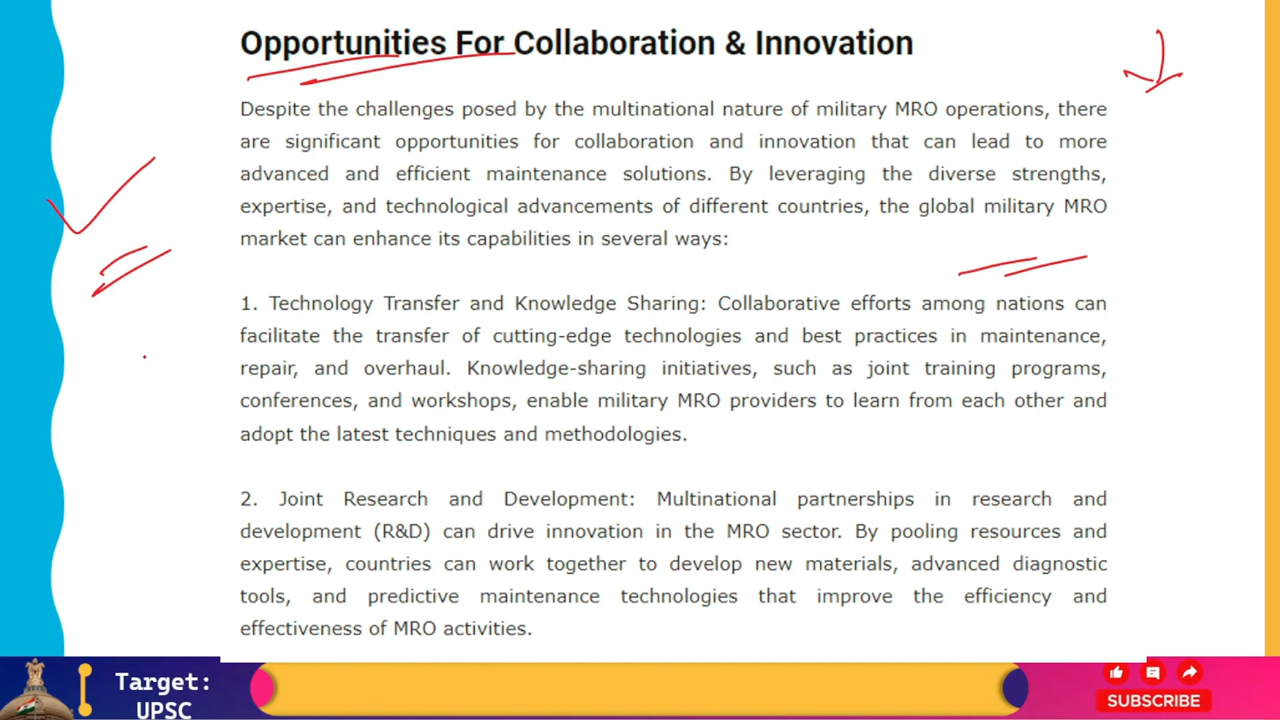 Opportunities For Collaboration & Innovation
Despite the challenges posed by the multinational nature of military MRO operations, there
are significant opportunities for collaboration and innovation that can lead to more
advanced and efficient maintenance solutions. By leveraging the diverse strengths,
expertise, and technological advancements of different countries, the global military MRO
market can enhance its capabilities in several ways:
1. Technology Transfer and Knowledge Sharing: Collaborative efforts among nations can
facilitate the transfer of cutting-edge technologies and best practices in maintenance,
repair, and overhaul. Knowledge-sharing initiatives, such as joint training programs,
conferences, and workshops, enable military MRO providers to learn from each other and
adopt the latest techniques and methodologies.
2. Joint Research and Development: Multinational partnerships in research and
development (R&D) can drive innovation in the MRO sector. By pooling resources and
expertise, countries can work together to develop new materials, advanced diagnostic
tools, and predictive maintenance technologies that improve the efficiency and
effectiveness of MRO activities.
Target:
UPSC
SUBSCRIBE